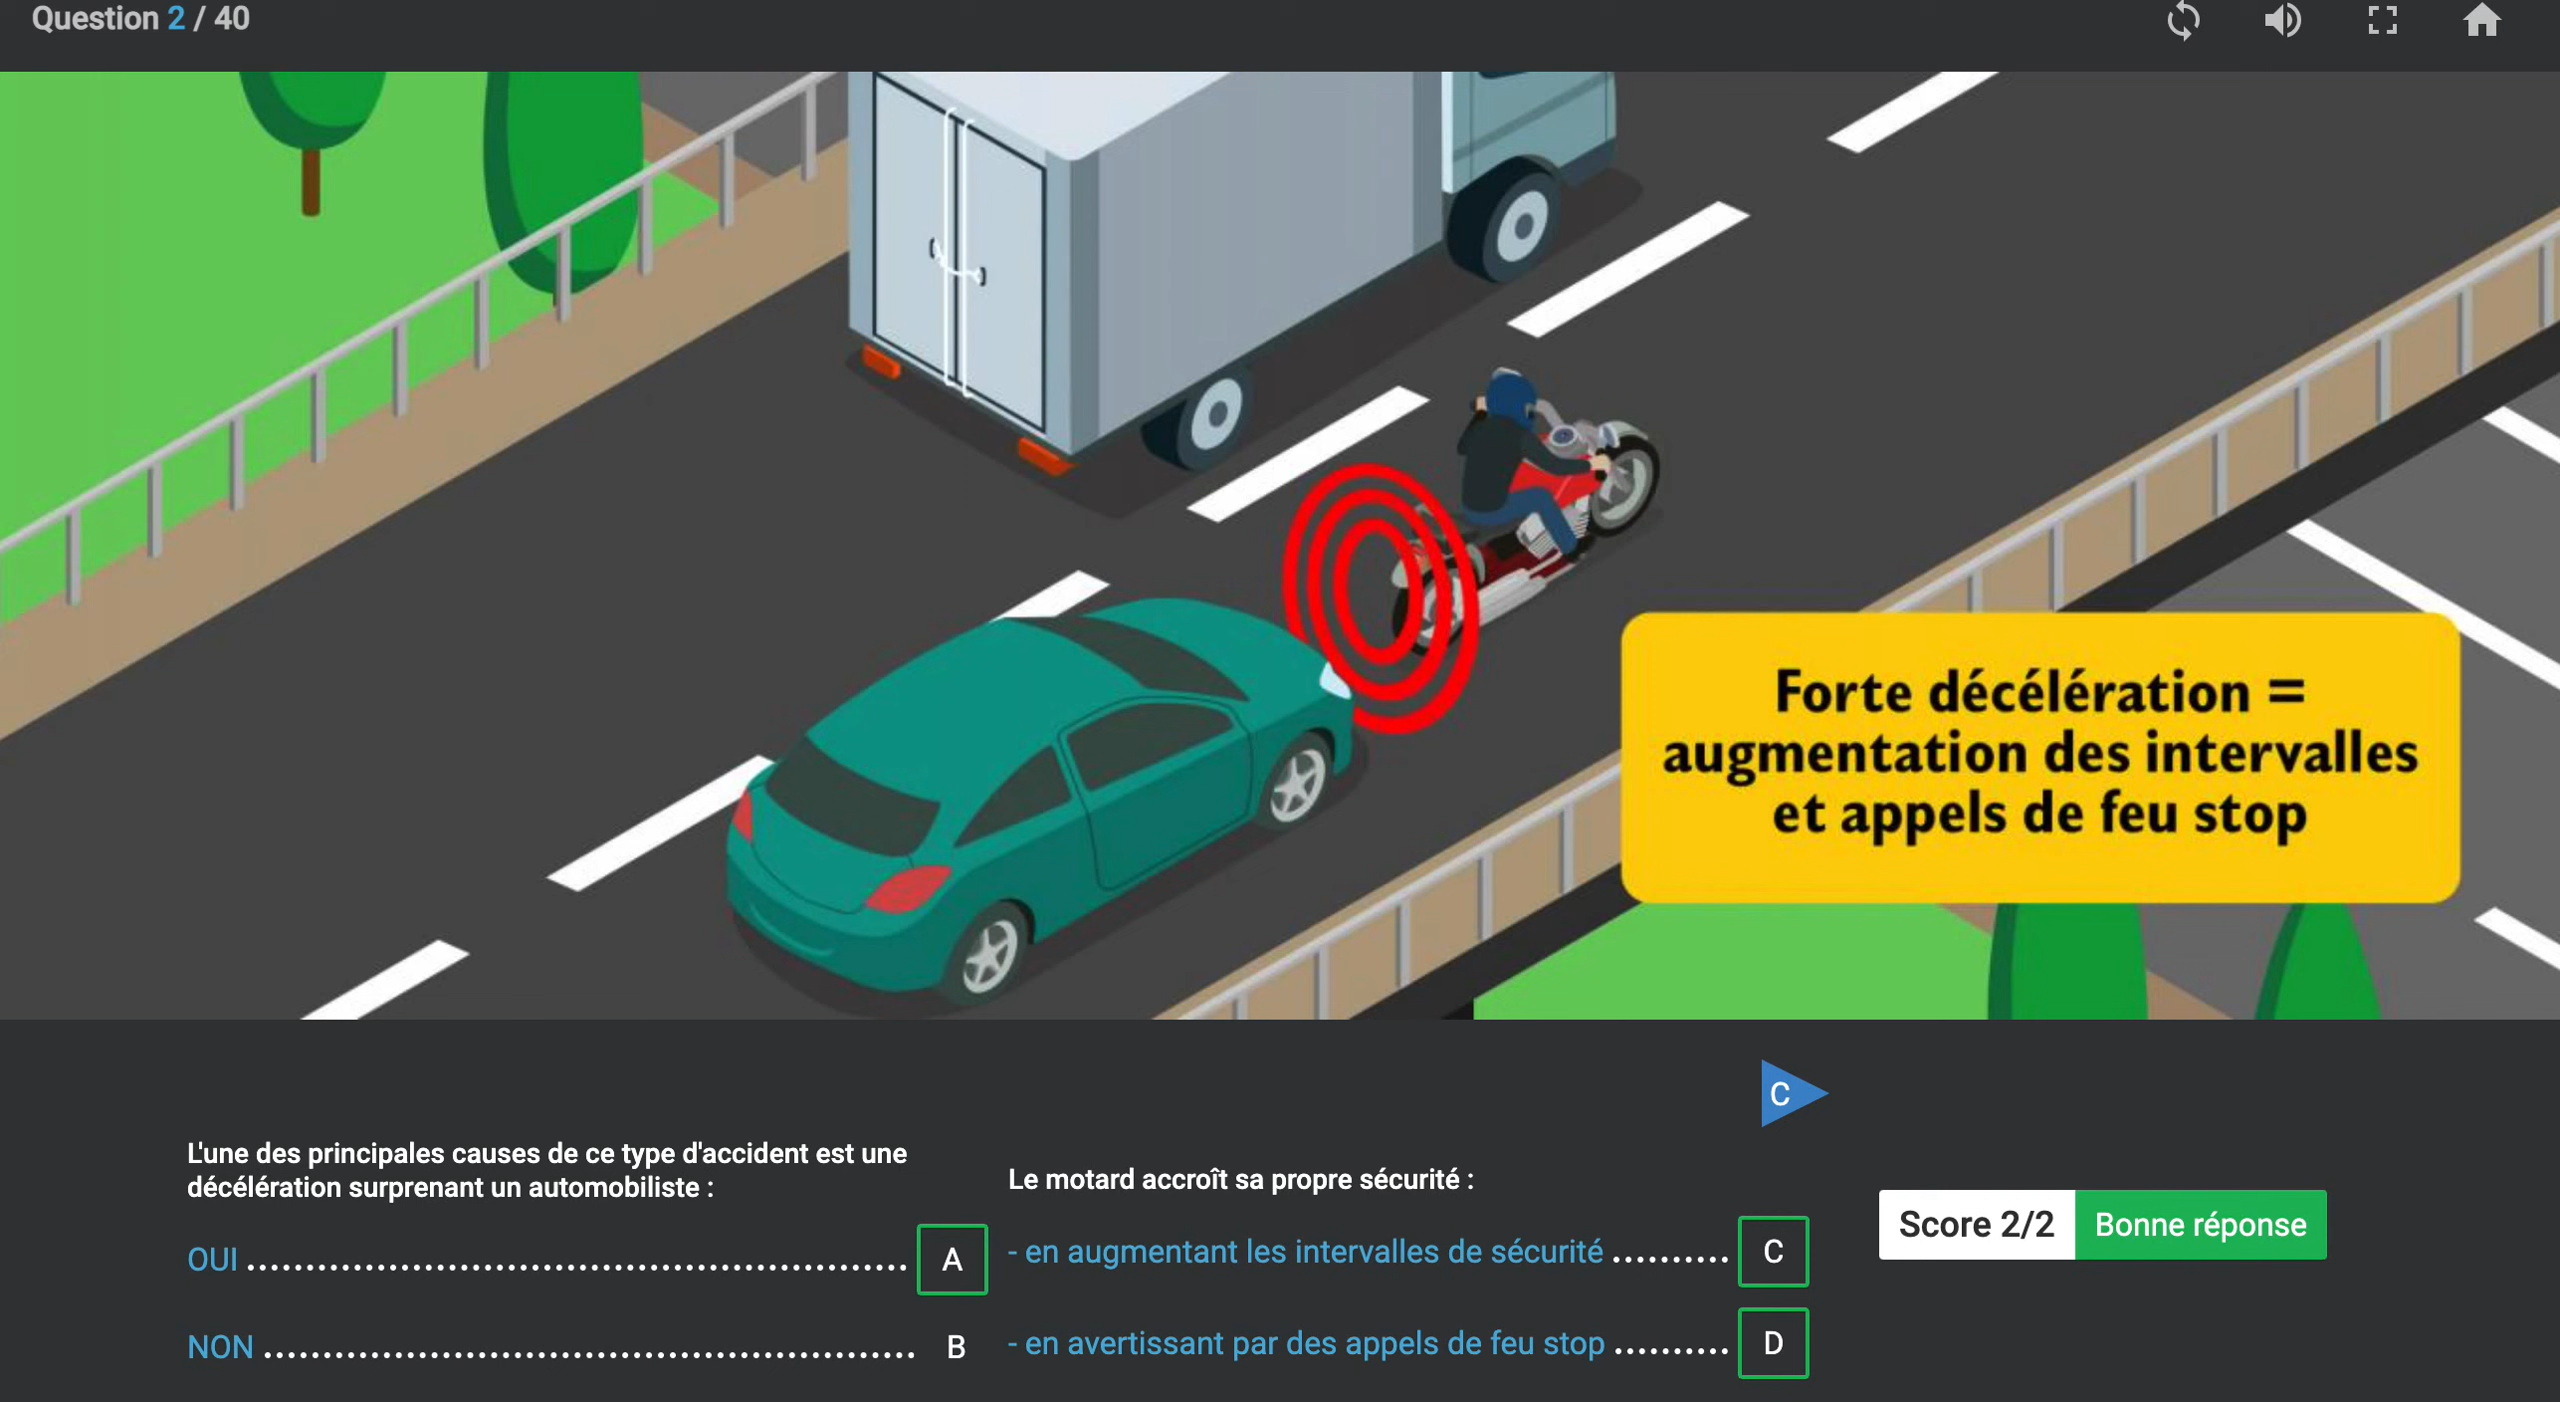 Question 2 / 40
Forte décélération =
augmentation des intervalles
et appels de feu stop
C
L'une des principales causes de ce type d'accident est une
décélération surprenant un automobiliste :
OUI ........................................................ A
NON ....................................................... B
Le motard accroît sa propre sécurité :
- en augmentant les intervalles de sécurité .......... C
- en avertissant par des appels de feu stop .......... D
Score 2/2 Bonne réponse